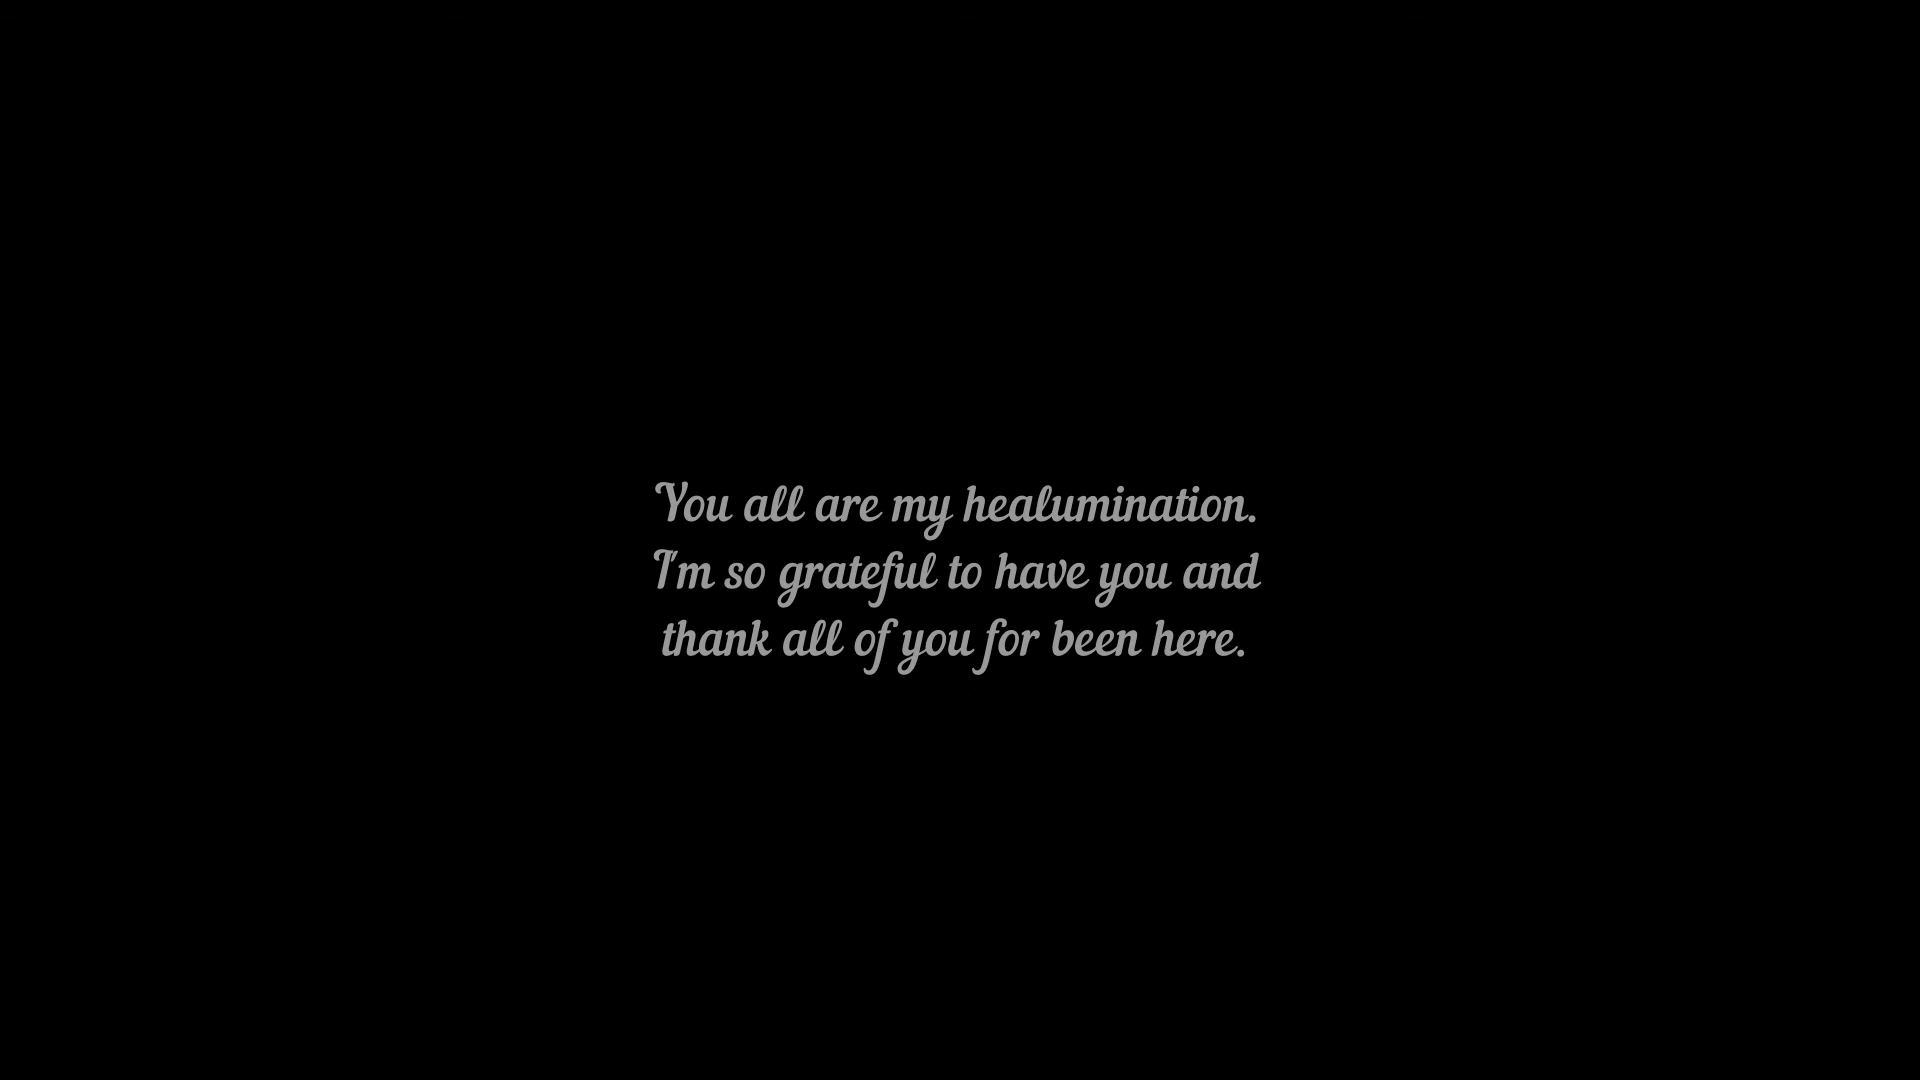 You all are my healumination.
I'm so grateful to have you and
thank all of you for been here.